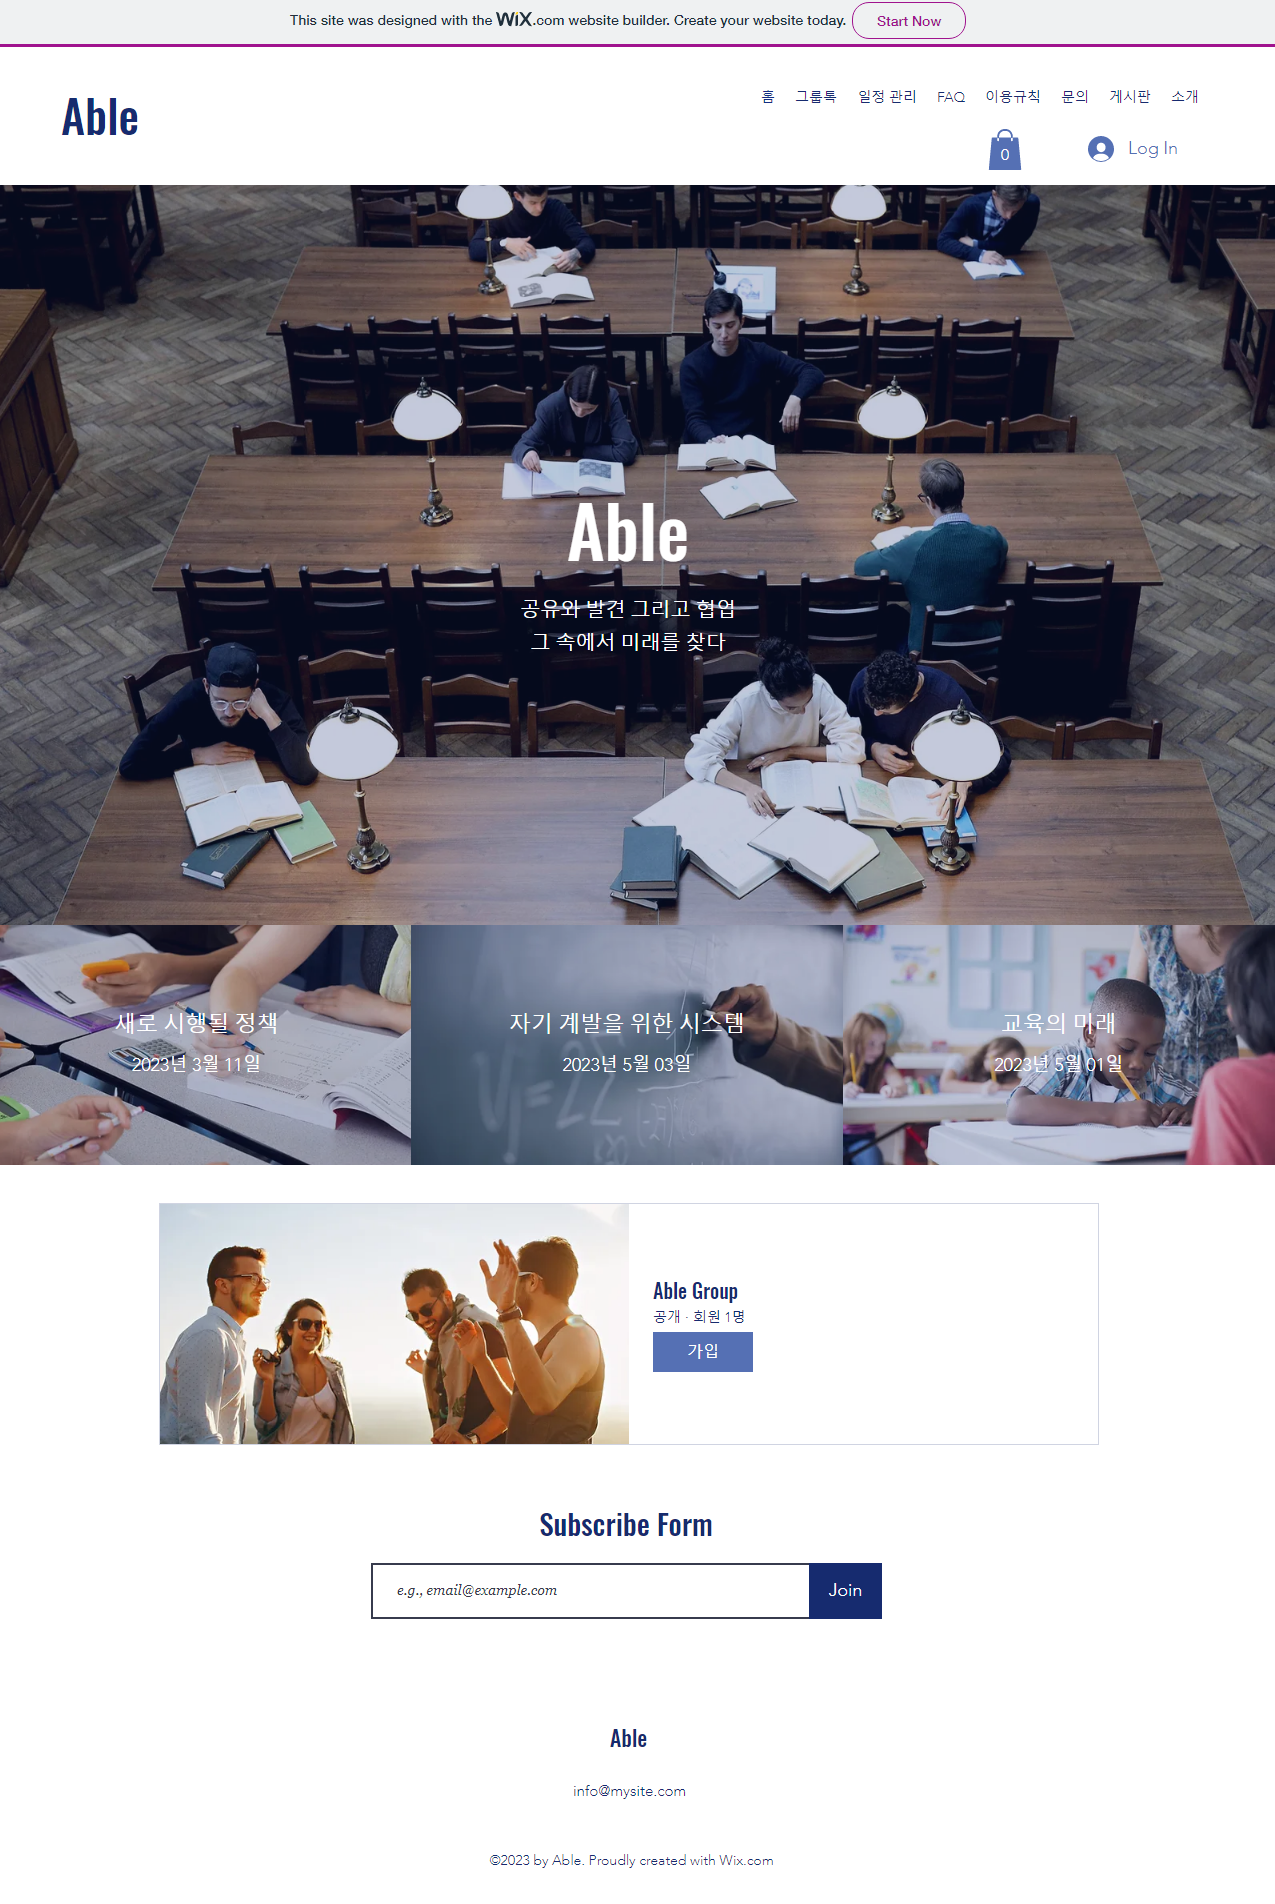 This site was designed with the WiX.com website builder. Create your website today. Start Now
Able
홈 그룹톡 일정 관리 FAQ 이용규칙 문의 게시판 소개
0 Log In
Able
공유와 발견 그리고 협업
그 속에서 미래를 찾다
새로 시행될 정책
2023년 3월 11일
자기 계발을 위한 시스템
2023년 5월 03일
교육의 미래
2023년 5월 01일
Able Group
공개 · 회원 1명
가입
Subscribe Form
e.g., email@example.com Join
Able
info@mysite.com
©2023 by Able. Proudly created with Wix.com